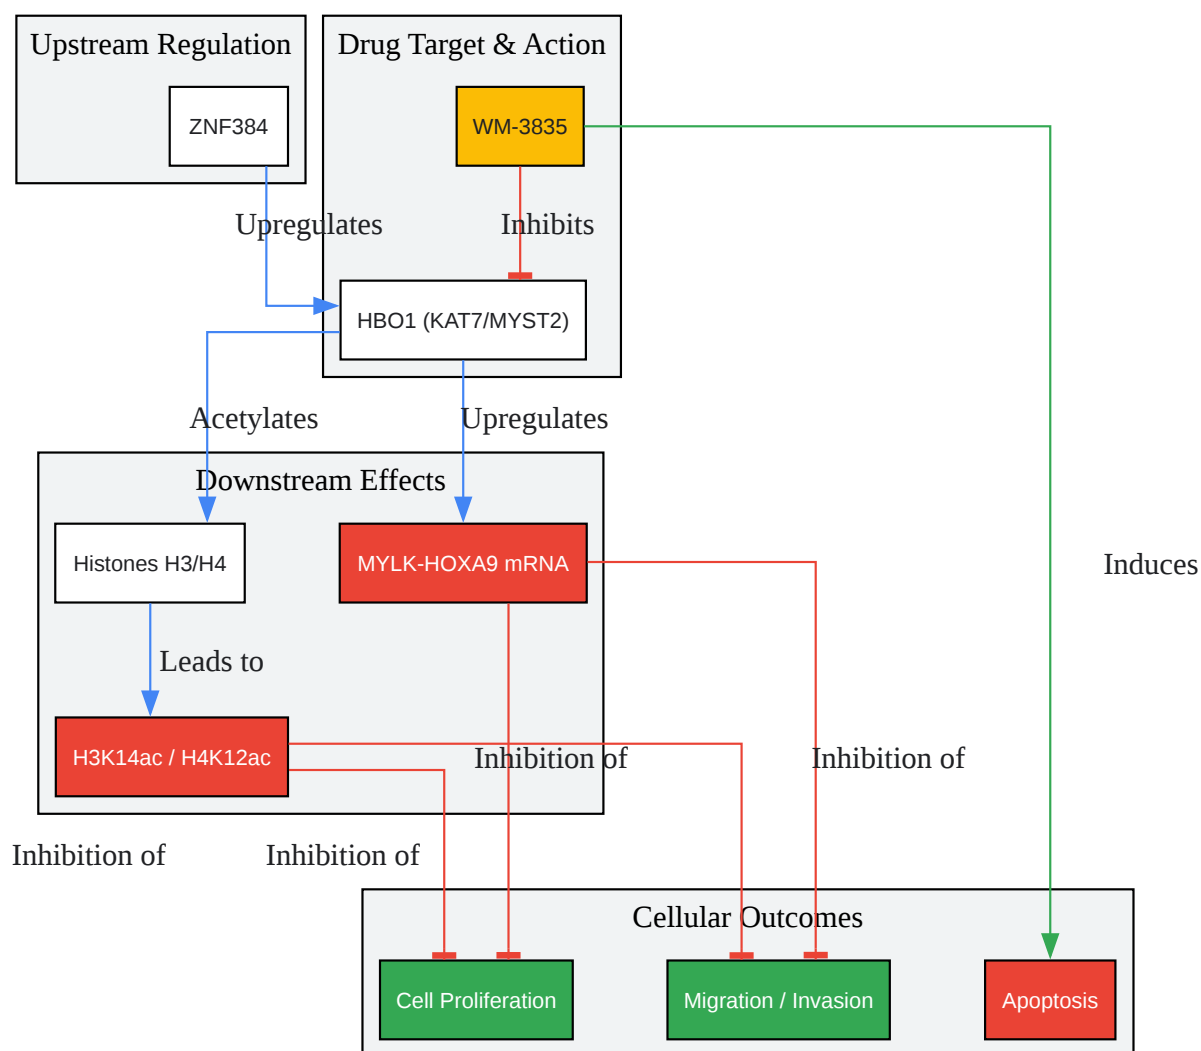 Upstream Regulation
Drug Target & Action
ZNF384
WM-3835
Upregulates
Inhibits
HBO1 (KAT7/MYST2)
Acetylates
Upregulates
Downstream Effects
Histones H3/H4
MYLK-HOXA9 mRNA
Induces
Leads to
H3K14ac / H4K12ac
Inhibition of
Inhibition of
Inhibition of
Inhibition of
Cellular Outcomes
Cell Proliferation
Migration / Invasion
Apoptosis